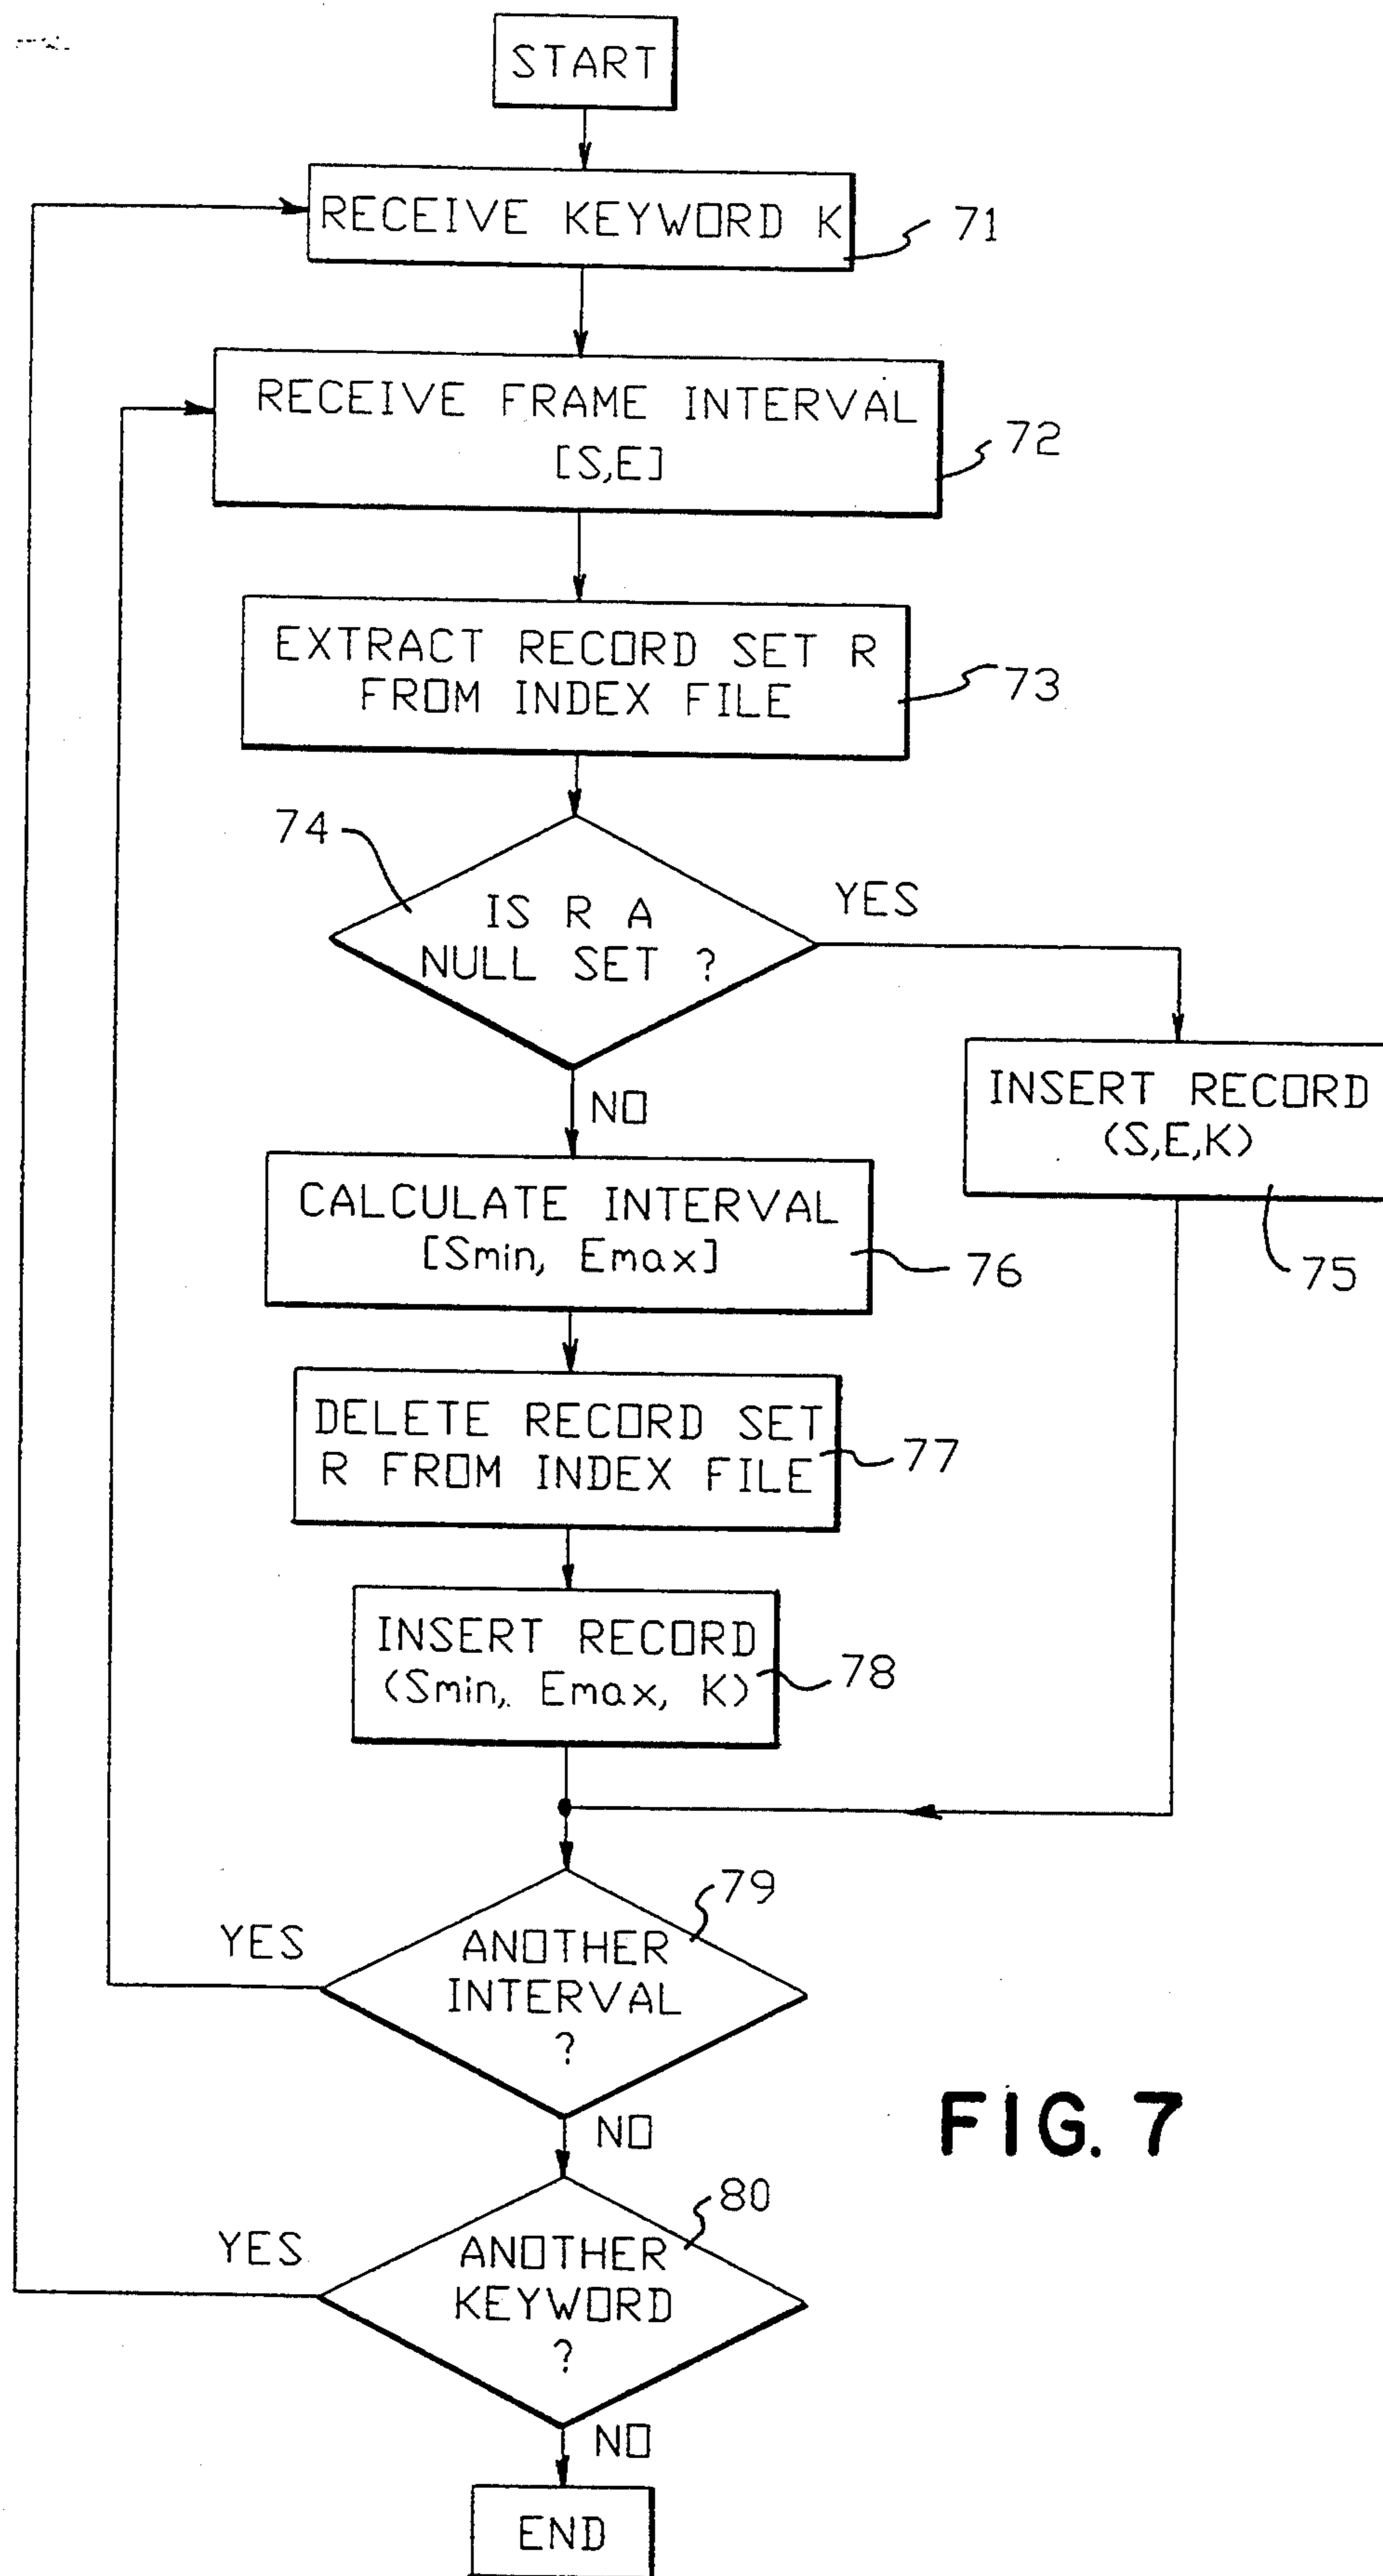 START
RECEIVE KEYWORD K
71
RECEIVE FRAME INTERVAL
[S,E]
72
EXTRACT RECORD SET R
FROM INDEX FILE
73
74
IS R A
NULL SET ?
YES
NO
INSERT RECORD
(S,E,K)
75
CALCULATE INTERVAL
[Smin, Emax]
76
DELETE RECORD SET
R FROM INDEX FILE
77
INSERT RECORD
(Smin, Emax, K)
78
79
YES
ANOTHER
INTERVAL
?
NO
FIG. 7
80
YES
ANOTHER
KEYWORD
?
NO
END